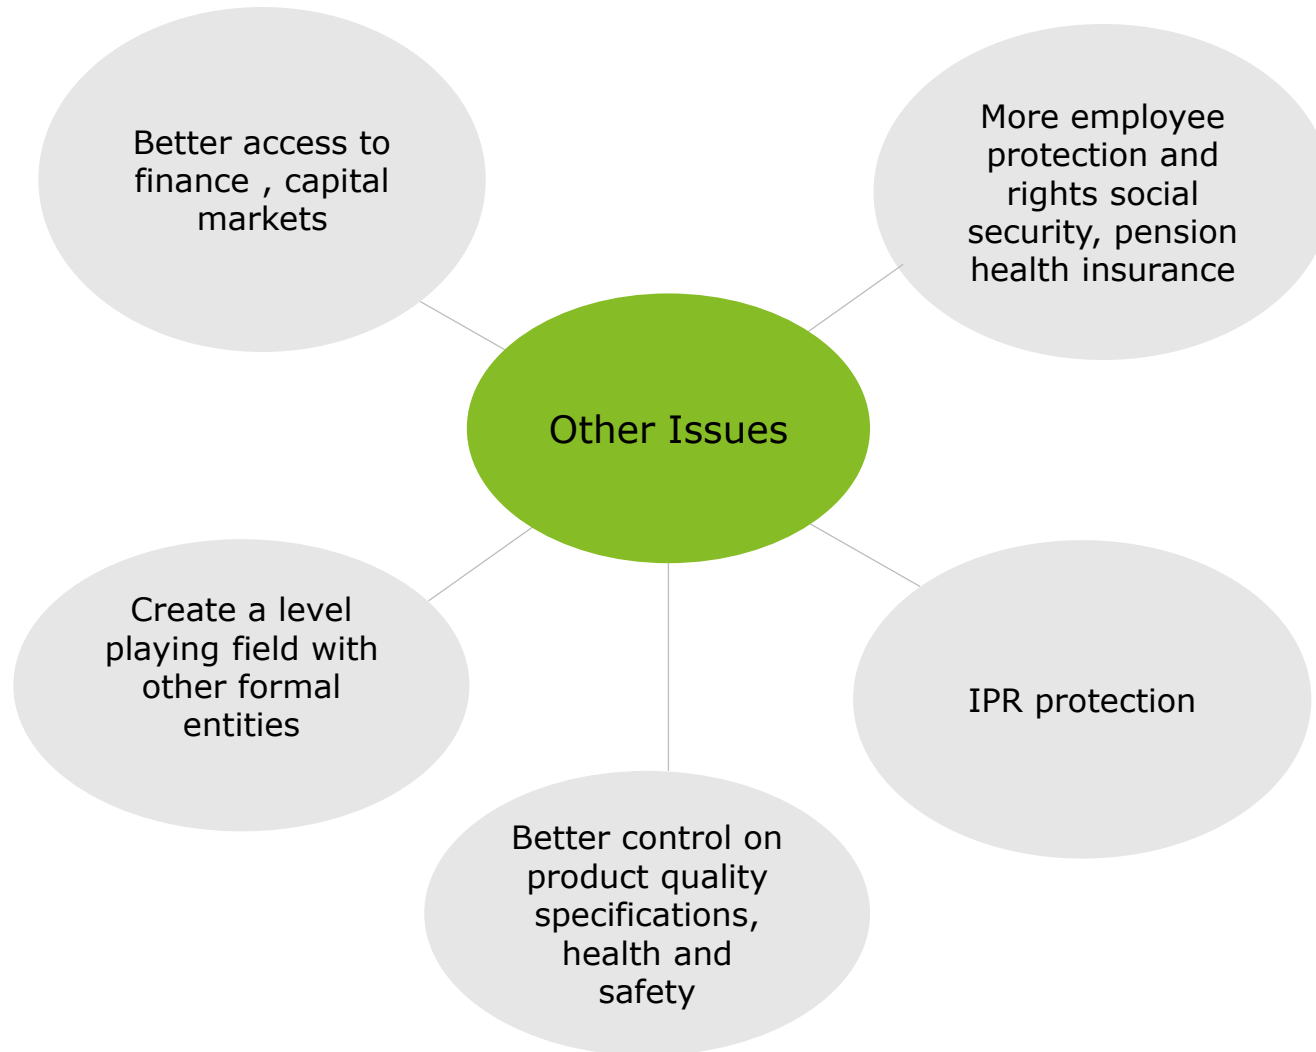 Better access to
finance , capital
markets
More employee
protection and
rights social
security, pension
health insurance
Other Issues
Create a level
playing field with
other formal
entities
IPR protection
Better control on
product quality
specifications,
health and
safety